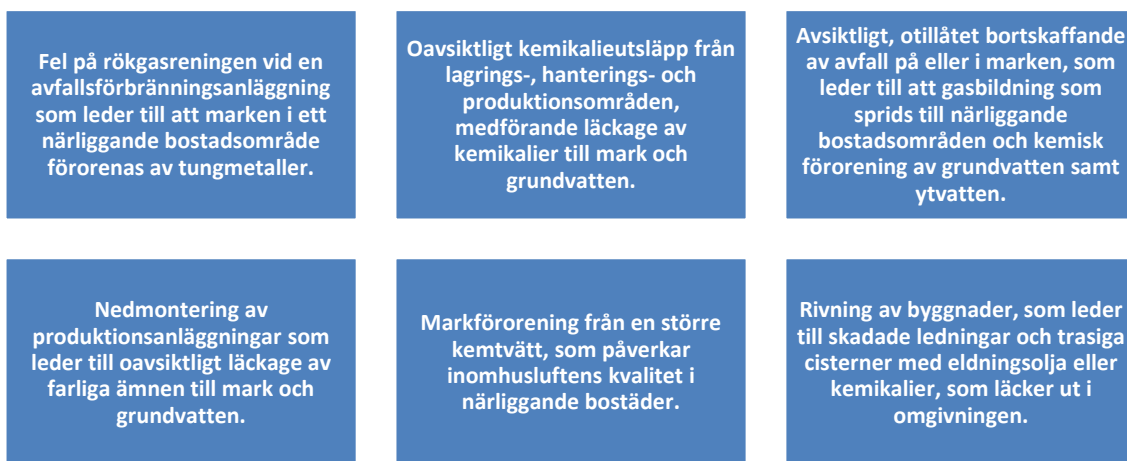 Fel på rökgasreningen vid en
avfallsförbränningsanläggning
som leder till att marken i ett
närliggande bostadsområde
förorenas av tungmetaller.
Oavsiktligt kemikalieutsläpp från
lagrings-, hanterings- och
produktionsområden,
medförande läckage av
kemikalier till mark och
grundvatten.
Avsiktligt, otillåtet bortskaffande
av avfall på eller i marken, som
leder till att gasbildning som
sprids till närliggande
bostadsområden och kemisk
förorening av grundvatten samt
ytvatten.
Nedmontering av
produktionsanläggningar som
leder till oavsiktligt läckage av
farliga ämnen till mark och
grundvatten.
Markförorening från en större
kemtvätt, som påverkar
inomhusluftens kvalitet i
närliggande bostäder.
Rivning av byggnader, som leder
till skadade ledningar och trasiga
cisterner med eldningsolja eller
kemikalier, som läcker ut i
omgivningen.